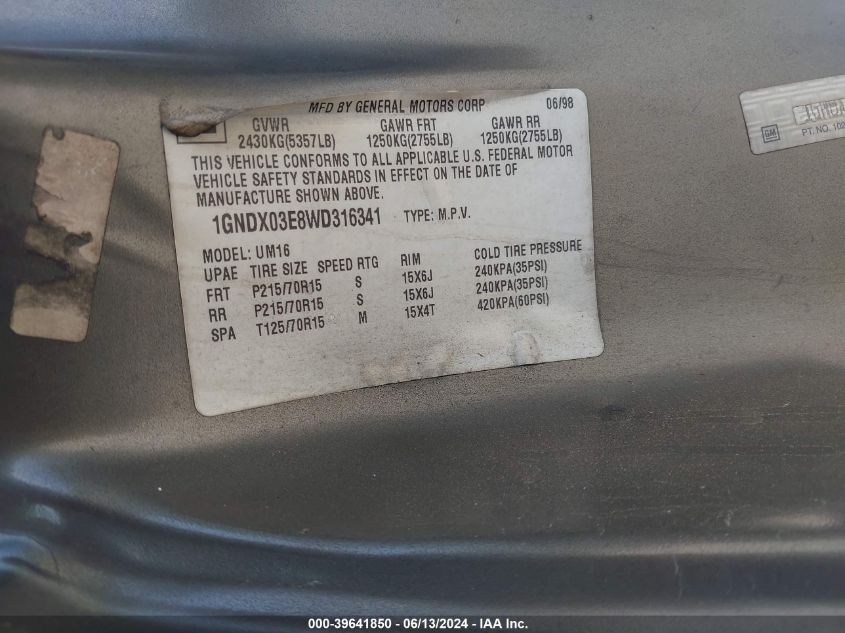 MFD BY GENERAL MOTORS CORP 06/98
GVWR GAWR FRT GAWR RR
2430KG(5357LB) 1250KG(2755LB) 1250KG(2755LB)
THIS VEHICLE CONFORMS TO ALL APPLICABLE U.S. FEDERAL MOTOR
VEHICLE SAFETY STANDARDS IN EFFECT ON THE DATE OF
MANUFACTURE SHOWN ABOVE.
1GNDX03E8WD316341 TYPE: M.P.V.
MODEL: UM16
UPAE TIRE SIZE SPEED RTG RIM COLD TIRE PRESSURE
FRT P215/70R15 S 15X6J 240KPA(35PSI)
RR P215/70R15 S 15X6J 240KPA(35PSI)
SPA T125/70R15 M 15X4T 420KPA(60PSI)
GM
PT. NO. 102
000-39641850 - 06/13/2024 - IAA Inc.